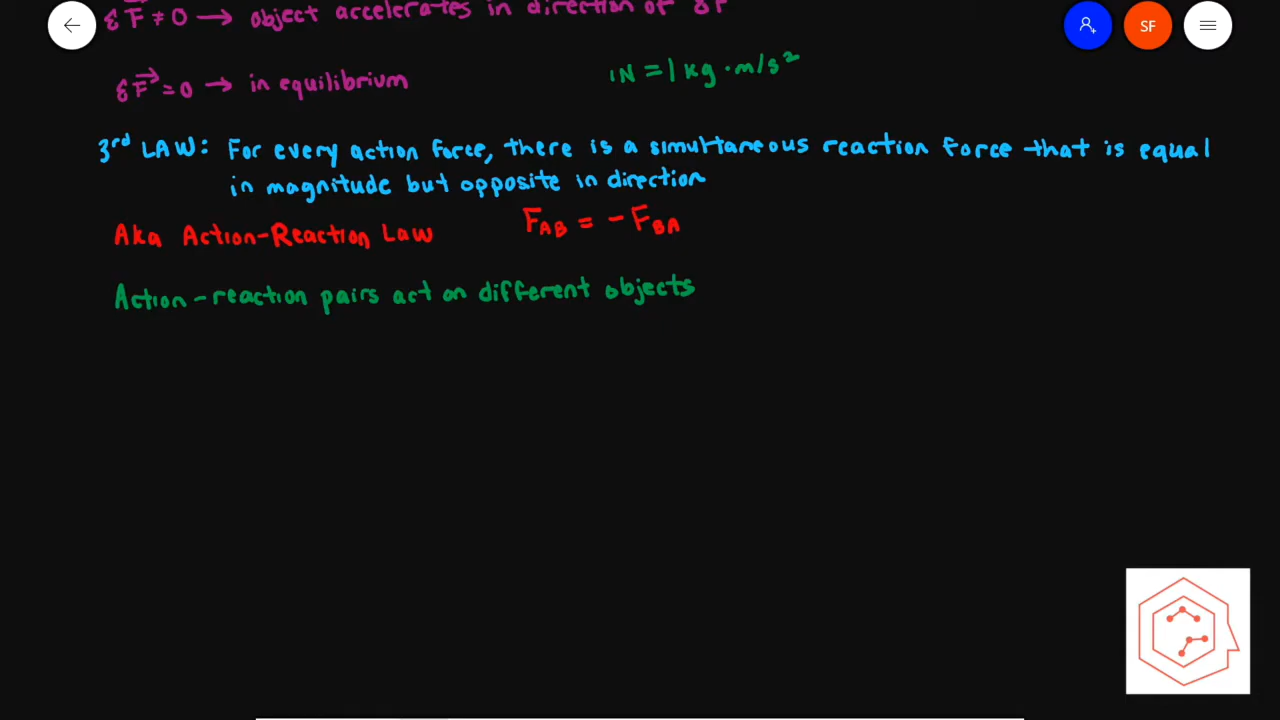 ΣF ≠ 0 → object accelerates in direction of ΣF
SF
ΣF = 0 → in equilibrium
1N = 1 kg · m/s²
3rd LAW: For every action force, there is a simultaneous reaction force that is equal
in magnitude but opposite in direction
Aka Action-Reaction Law
F_AB = - F_BA
Action-reaction pairs act on different objects